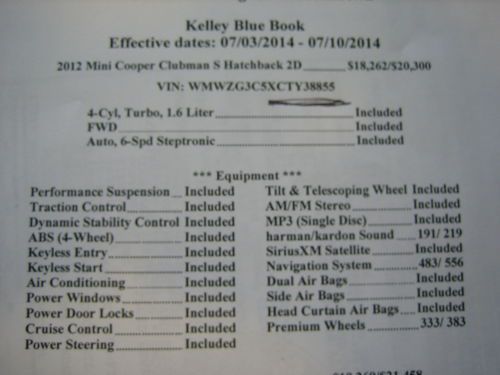 Kelley Blue Book
Effective dates: 07/03/2014 - 07/10/2014
2012 Mini Cooper Clubman S Hatchback 2D $18,262/$20,300
VIN: WMWZG3C5XCTY38855
4-Cyl, Turbo, 1.6 Liter Included
FWD Included
Auto, 6-Spd Steptronic Included
*** Equipment ***
Performance Suspension Included
Traction Control Included
Dynamic Stability Control Included
ABS (4-Wheel) Included
Keyless Entry Included
Keyless Start Included
Air Conditioning Included
Power Windows Included
Power Door Locks Included
Cruise Control Included
Power Steering Included
Tilt & Telescoping Wheel Included
AM/FM Stereo Included
MP3 (Single Disc) Included
harman/kardon Sound 191/ 219
SiriusXM Satellite Included
Navigation System 483/ 556
Dual Air Bags Included
Side Air Bags Included
Head Curtain Air Bags Included
Premium Wheels 333/ 383